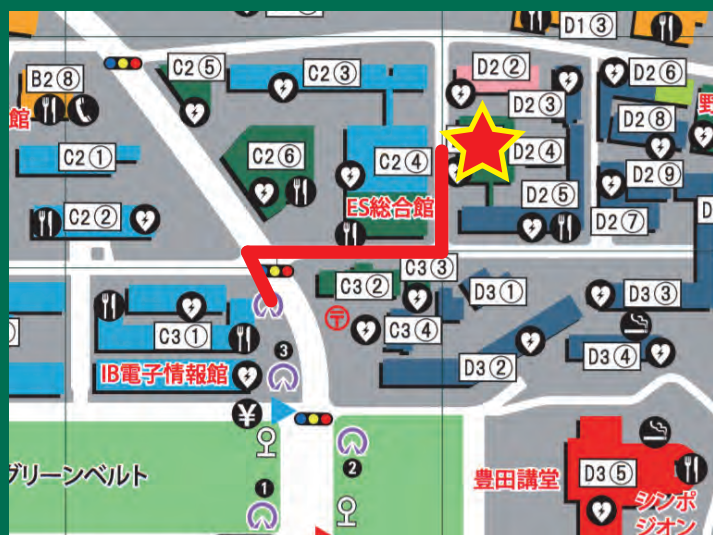 D1③
B2⑧
C2⑤
C2③
D2②
D2⑥
館
D2③
野
D2⑧
C2①
C2⑥
C2④
D2④
D2⑨
ES総合館
D2⑤
C2②
D2⑦
C3③
C3②
D3①
D3③
〒
C3①
C3④
3
D3②
D3④
IB電子情報館
¥
2
グリーンベルト
豊田講堂
D3⑤
1
シンポ
ジオン